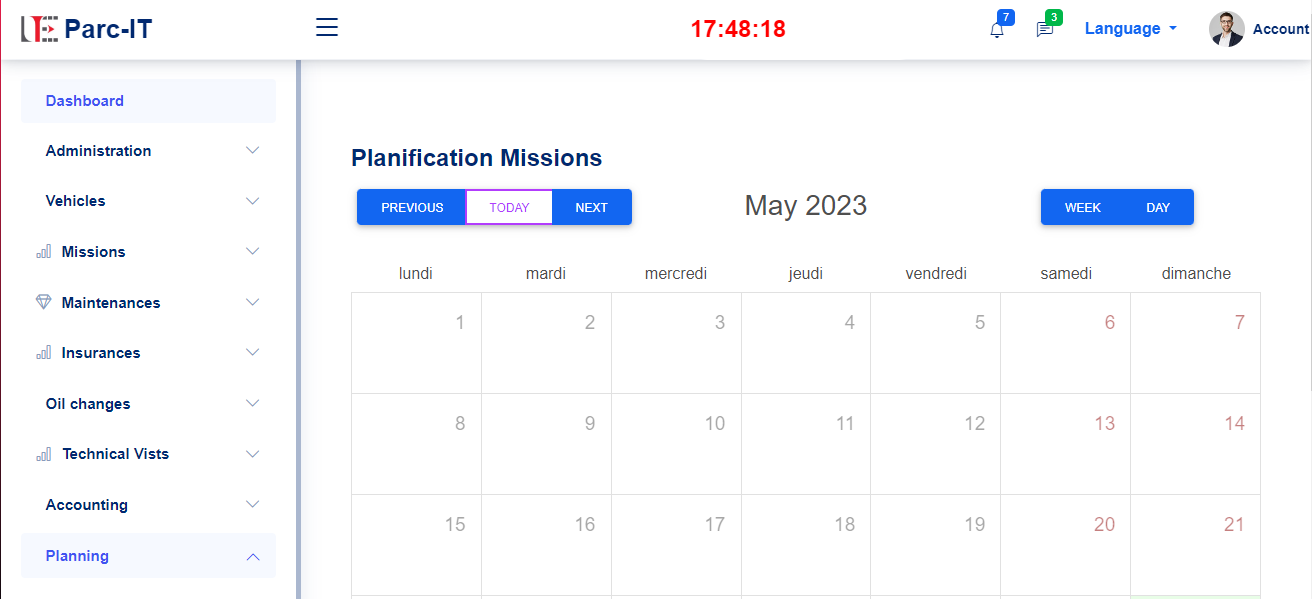 Parc-IT
17:48:18
7
3
Language
Account
Dashboard
Administration
Vehicles
Missions
Maintenances
Insurances
Oil changes
Technical Vists
Accounting
Planning
Planification Missions
PREVIOUS TODAY NEXT
May 2023
WEEK DAY
lundi mardi mercredi jeudi vendredi samedi dimanche
1 2 3 4 5 6 7
8 9 10 11 12 13 14
15 16 17 18 19 20 21